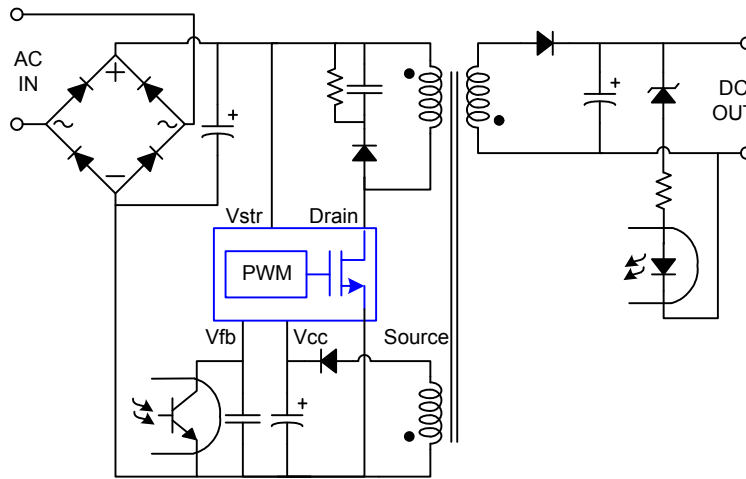 AC
IN
+
~
~
−
+
+
DC
OUT
Vstr
Drain
PWM
Vfb
Vcc
Source
+